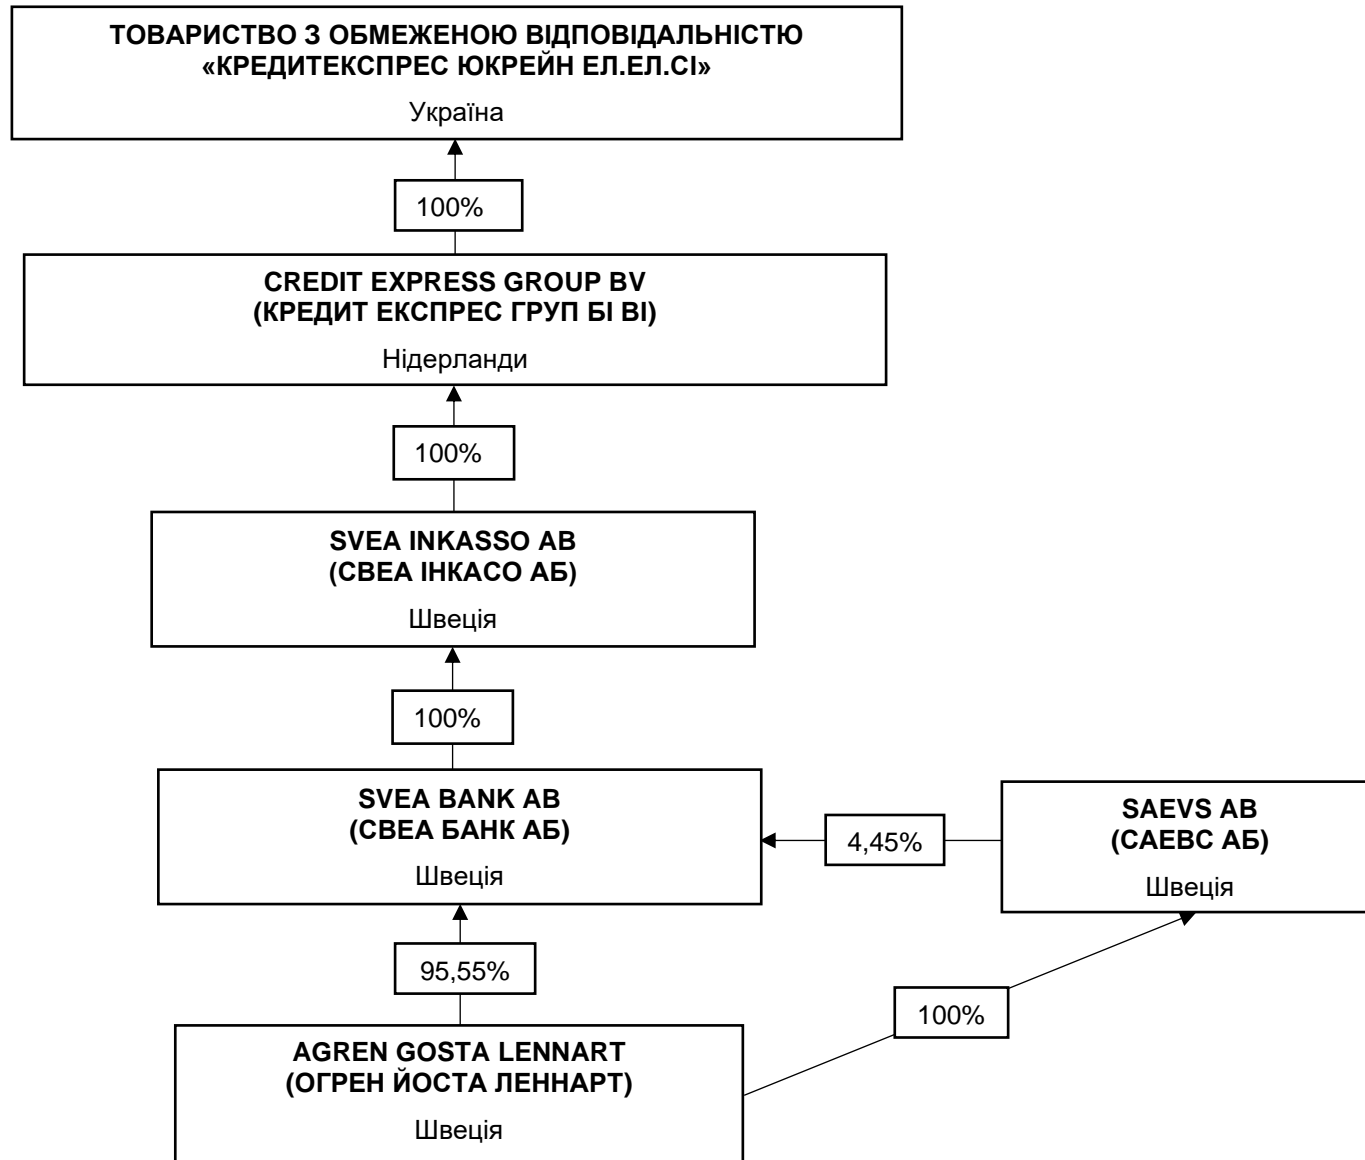 ТОВАРИСТВО З ОБМЕЖЕНОЮ ВІДПОВІДАЛЬНІСТЮ
«КРЕДИТЕКСПРЕС ЮКРЕЙН ЕЛ.ЕЛ.СІ»
Україна
100%
CREDIT EXPRESS GROUP BV
(КРЕДИТ ЕКСПРЕС ГРУП БІ ВІ)
Нідерланди
100%
SVEA INKASSO AB
(СВЕА ІНКАСО АБ)
Швеція
100%
SVEA BANK AB
(СВЕА БАНК АБ)
Швеція
4,45%
SAEVS AB
(САЕВС АБ)
Швеція
95,55%
100%
AGREN GOSTA LENNART
(ОГРЕН ЙОСТА ЛЕННАРТ)
Швеція